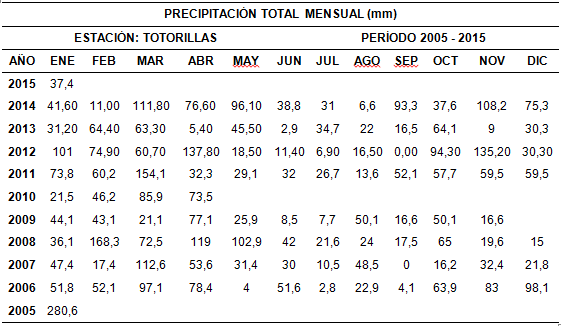 PRECIPITACIÓN TOTAL MENSUAL (mm)
ESTACIÓN: TOTORILLAS PERÍODO 2005 - 2015
AÑO ENE FEB MAR ABR MAY JUN JUL AGO SEP OCT NOV DIC
2015 37,4
2014 41,60 11,00 111,80 76,60 96,10 38,8 31 6,6 93,3 37,6 108,2 75,3
2013 31,20 64,40 63,30 5,40 45,50 2,9 34,7 22 16,5 64,1 9 30,3
2012 101 74,90 60,70 137,80 18,50 11,40 6,90 16,50 0,00 94,30 135,20 30,30
2011 73,8 60,2 154,1 32,3 29,1 32 26,7 13,6 52,1 57,7 59,5 59,5
2010 21,5 46,2 85,9 73,5
2009 44,1 43,1 21,1 77,1 25,9 8,5 7,7 50,1 16,6 50,1 16,6
2008 36,1 168,3 72,5 119 102,9 42 21,6 24 17,5 65 19,6 15
2007 47,4 17,4 112,6 53,6 31,4 30 10,5 48,5 0 16,2 32,4 21,8
2006 51,8 52,1 97,1 78,4 4 51,6 2,8 22,9 4,1 63,9 83 98,1
2005 280,6